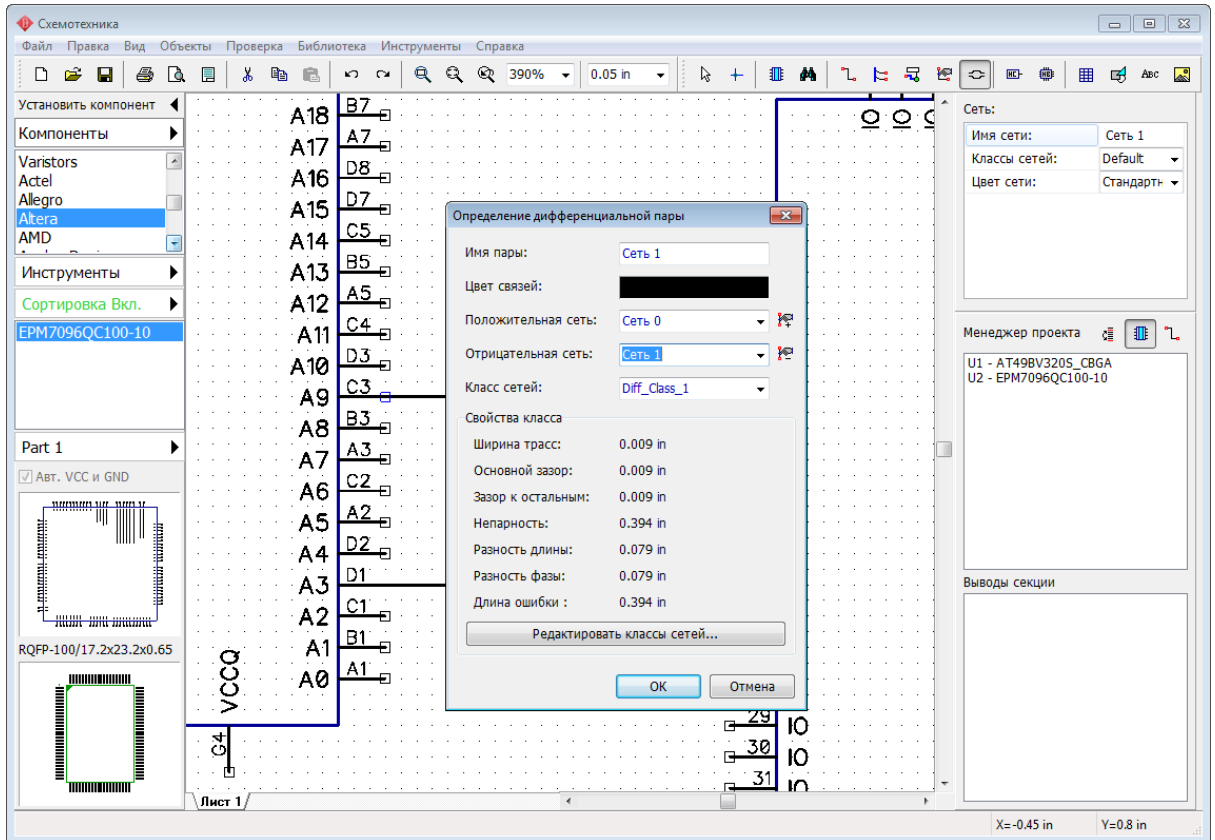 Схемотехника
Файл Правка Вид Объекты Проверка Библиотека Инструменты Справка
390% 0.05 in ABC
Установить компонент
Компоненты
Varistors
Actel
Allegro
Altera
AMD
Инструменты
Сортировка Вкл.
EPM7096QC100-10
Part 1
Авт. VCC и GND
RQFP-100/17.2x23.2x0.65
A18 B7
A17 A7
A16 D8
A15 D7
A14 C5
A13 B5
A12 A5
A11 C4
A10 D3
A9 C3
A8 B3
A7 A3
A6 C2
A5 A2
A4 D2
A3 D1
A2 C1
A1 B1
A0 A1
VCCQ
G4
Определение дифференциальной пары
Имя пары: Сеть 1
Цвет связей:
Положительная сеть: Сеть 0
Отрицательная сеть: Сеть 1
Класс сетей: Diff_Class_1
Свойства класса
Ширина трасс: 0.009 in
Основной зазор: 0.009 in
Зазор к остальным: 0.009 in
Непарность: 0.394 in
Разность длины: 0.079 in
Разность фазы: 0.079 in
Длина ошибки : 0.394 in
Редактировать классы сетей...
OK Отмена
29 IO
30 IO
31 IO
Лист 1
Сеть:
Имя сети: Сеть 1
Классы сетей: Default
Цвет сети: Стандартн
Менеджер проекта
U1 - AT49BV320S_CBGA
U2 - EPM7096QC100-10
Выводы секции
X=-0.45 in Y=0.8 in